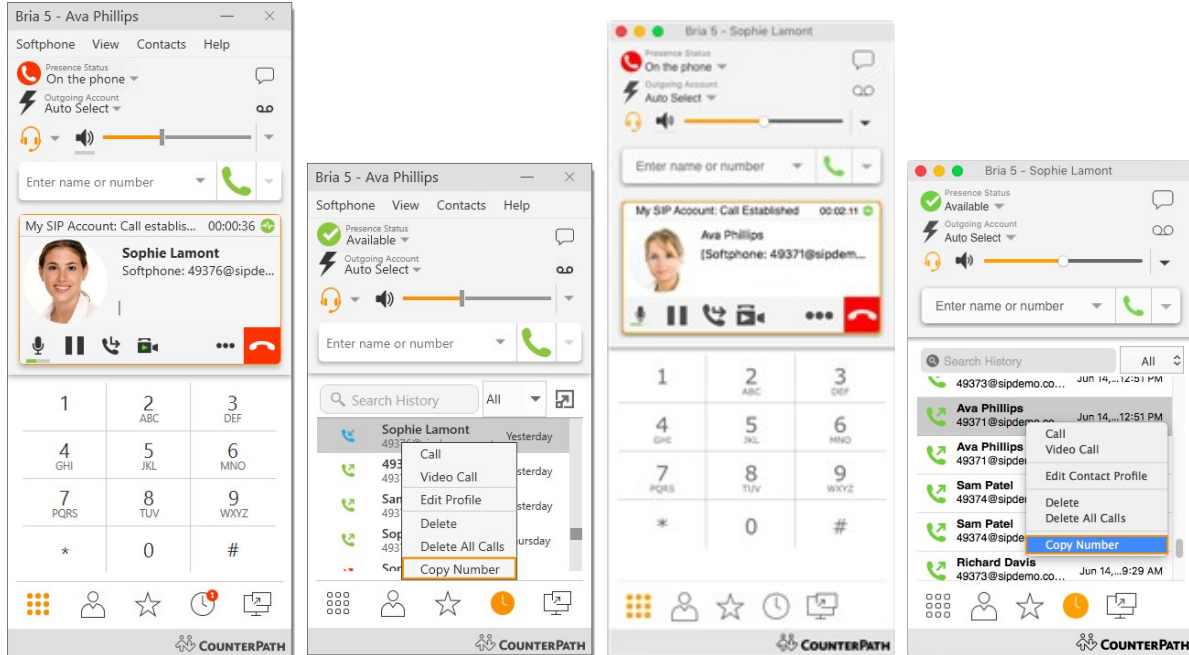 Bria 5 - Ava Phillips
Softphone View Contacts Help
Presence Status
On the phone
Outgoing Account
Auto Select
Enter name or number
My SIP Account: Call establis... 00:00:36
Sophie Lamont
Softphone: 49376@sipde...
1 2 3
ABC DEF
4 5 6
GHI JKL MNO
7 8 9
PQRS TUV WXYZ
* 0 #
1
COUNTERPATH
Bria 5 - Ava Phillips
Softphone View Contacts Help
Presence Status
Available
Outgoing Account
Auto Select
Enter name or number
Search History All
Sophie Lamont
Yesterday
Call
Video Call
Edit Profile
Delete
Delete All Calls
Copy Number
COUNTERPATH
Bria 5 - Sophie Lamont
Presence Status
On the phone
Outgoing Account
Auto Select
Enter name or number
My SIP Account: Call Established 00:02:11
Ava Phillips
[Softphone: 49371@sipdem...
1 2 3
ABC DEF
4 5 6
GHI JKL MNO
7 8 9
PQRS TUV WXYZ
* 0 #
COUNTERPATH
Bria 5 - Sophie Lamont
Presence Status
Available
Outgoing Account
Auto Select
Enter name or number
Search History All
49373@sipdemo.co... Jun 14,...12:51 PM
Ava Phillips
49371@sipdemo.co... Jun 14,...12:51 PM
Ava Phillips
49371@sipde
Sam Patel
49374@sipde
Sam Patel
49374@sipde
Richard Davis
49373@sipdemo.co... Jun 14,...9:29 AM
Call
Video Call
Edit Contact Profile
Delete
Delete All Calls
Copy Number
COUNTERPATH